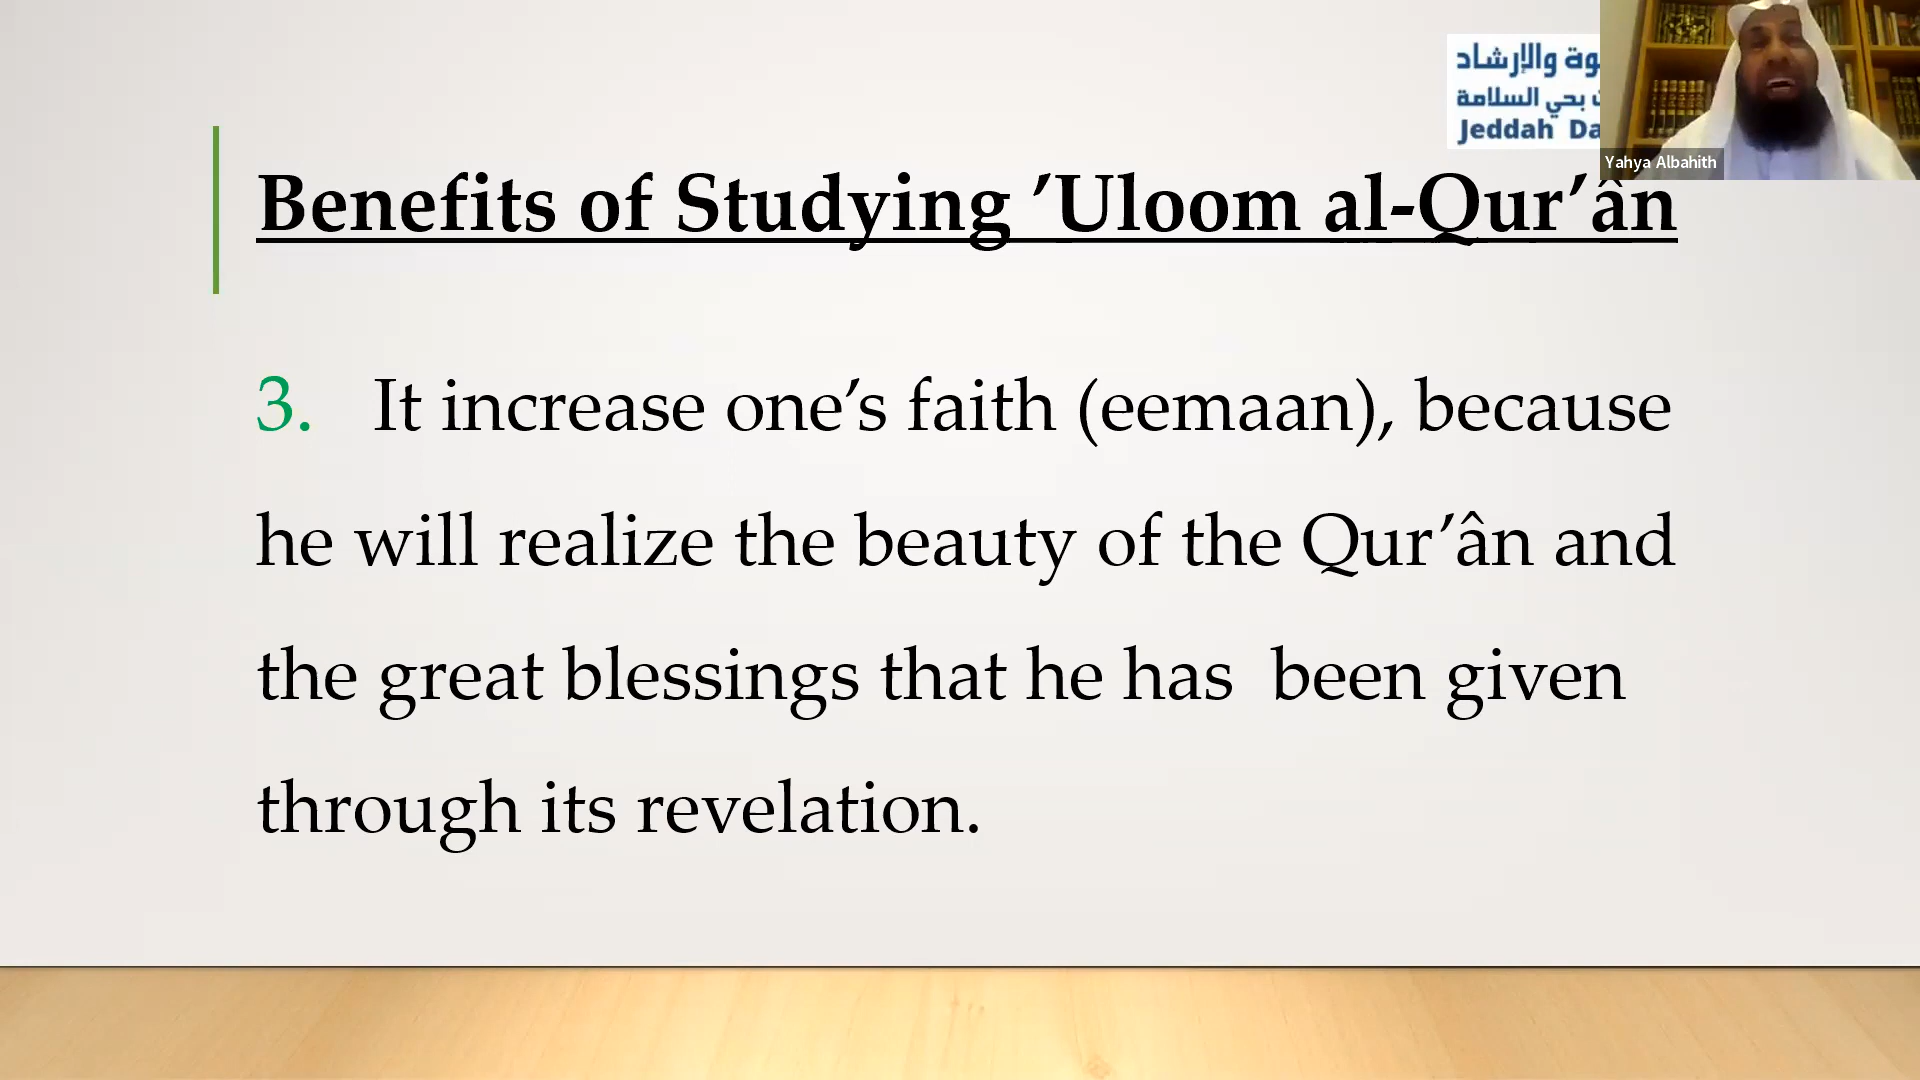 والإرشاد
بحي السلامة
Jeddah
Yahya Albahith
Benefits of Studying ’Uloom al-Qur’ân
3. It increase one’s faith (eemaan), because
he will realize the beauty of the Qur’ân and
the great blessings that he has  been given
through its revelation.